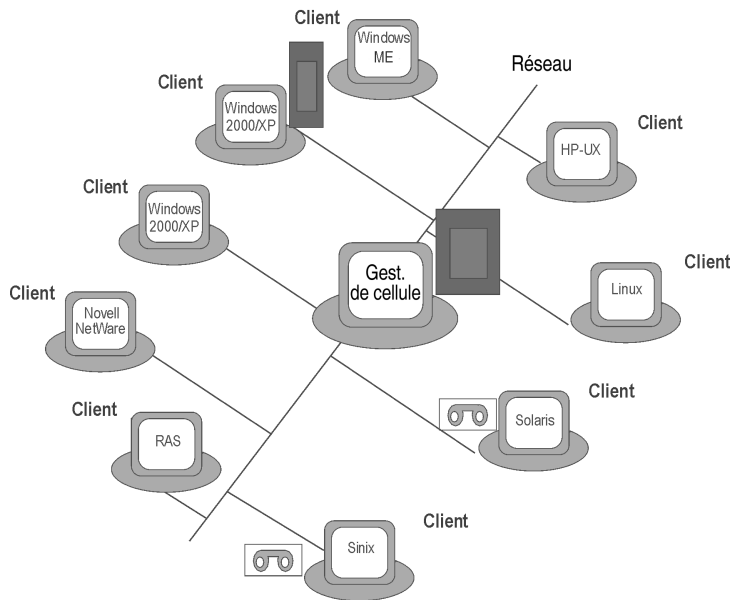 Client
Windows
ME
Réseau
Client
Windows
2000/XP
Client
HP-UX
Client
Windows
2000/XP
Gest.
de cellule
Client
Linux
Client
Novell
NetWare
Client
Solaris
Client
RAS
Client
Sinix